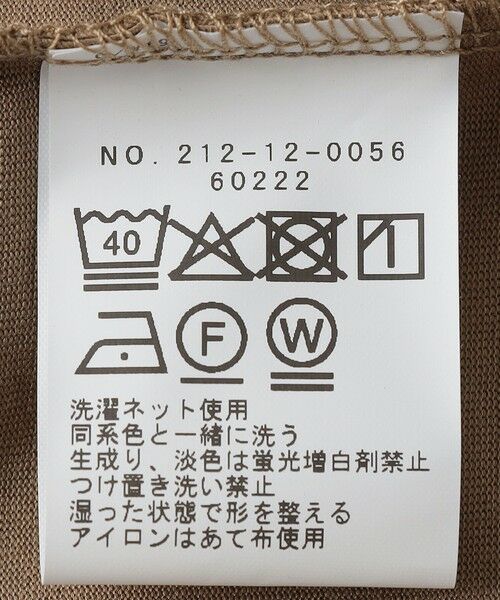 NO. 212-12-0056
60222
40
F W
洗濯ネット使用
同系色と一緒に洗う
生成り、淡色は蛍光増白剤禁止
つけ置き洗い禁止
湿った状態で形を整える
アイロンはあて布使用